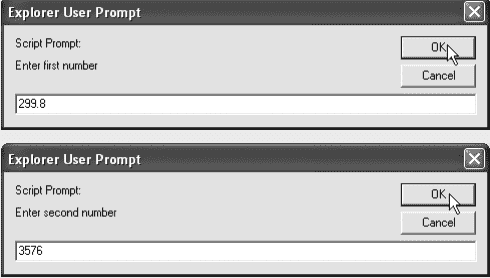 Explorer User Prompt
Script Prompt:
OK
Enter first number
Cancel
299.8
Explorer User Prompt
Script Prompt:
OK
Enter second number
Cancel
3576